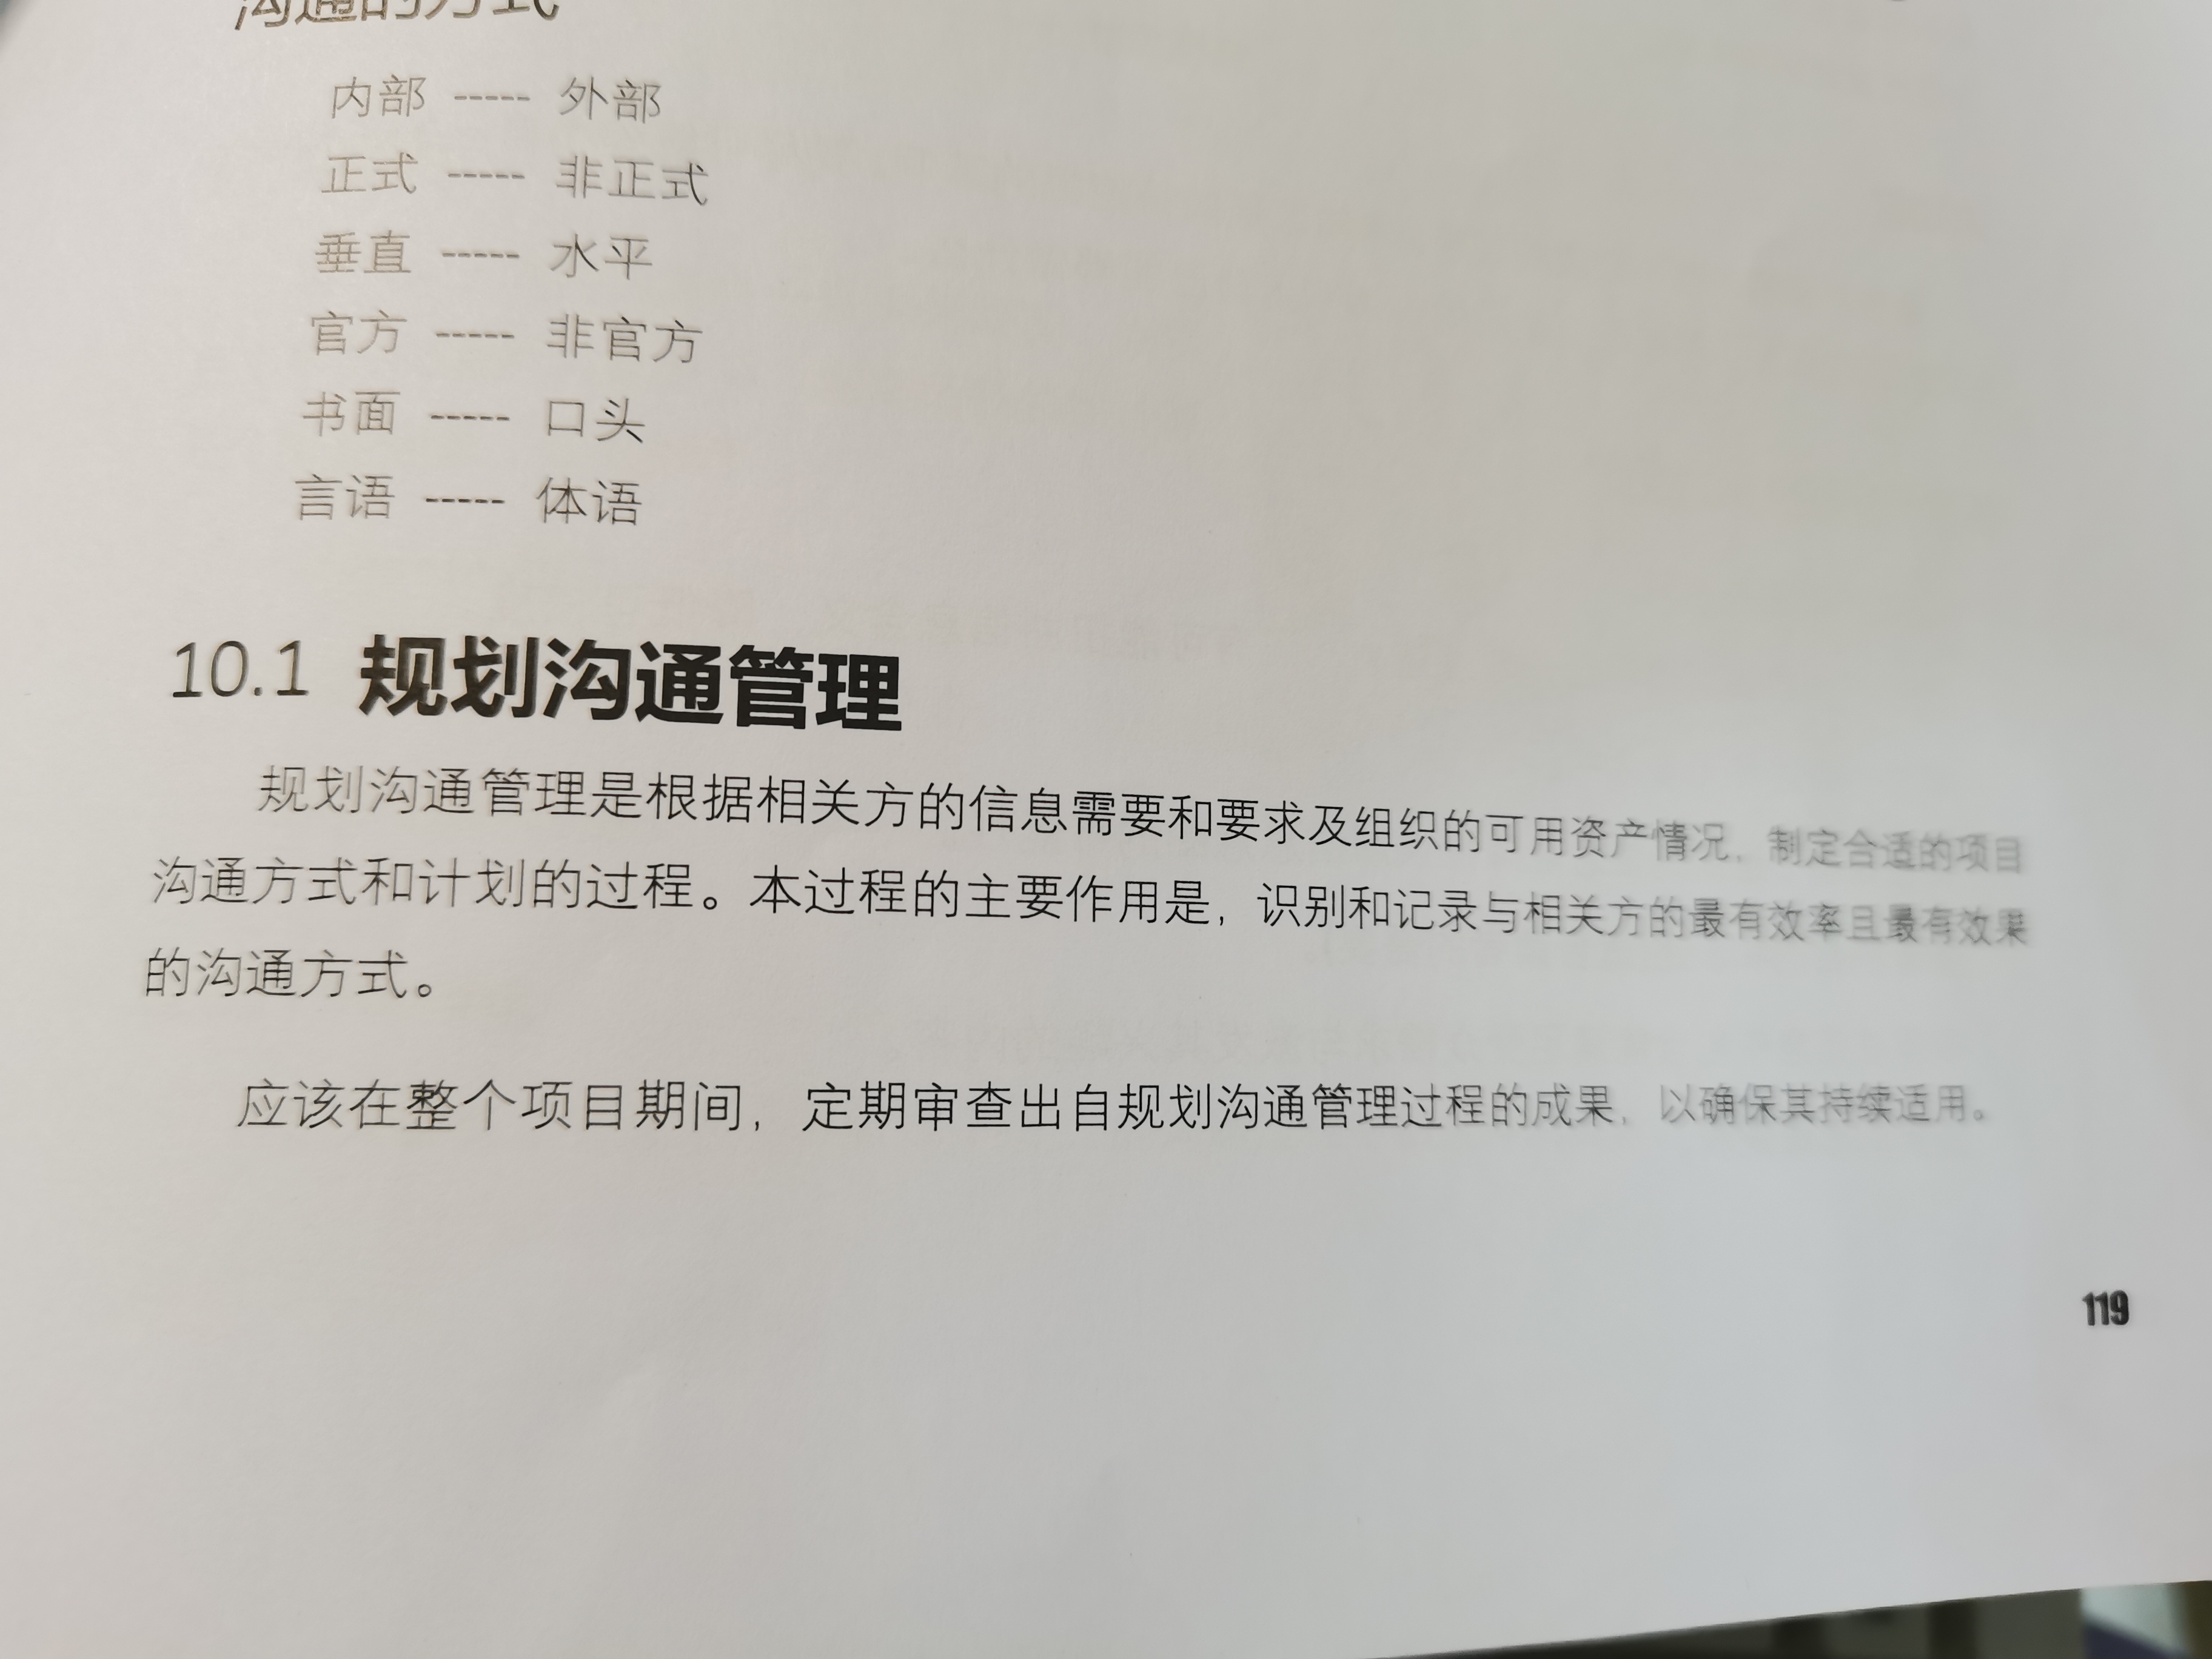 沟通的方式
内部 ----- 外部
正式 ----- 非正式
垂直 ----- 水平
官方 ----- 非官方
书面 ----- 口头
言语 ----- 体语
10.1 规划沟通管理
规划沟通管理是根据相关方的信息需要和要求及组织的可用资产情况，制定合适的项目
沟通方式和计划的过程。本过程的主要作用是，识别和记录与相关方的最有效率且最有效果
的沟通方式。
应该在整个项目期间，定期审查出自规划沟通管理过程的成果，以确保其持续适用。
119